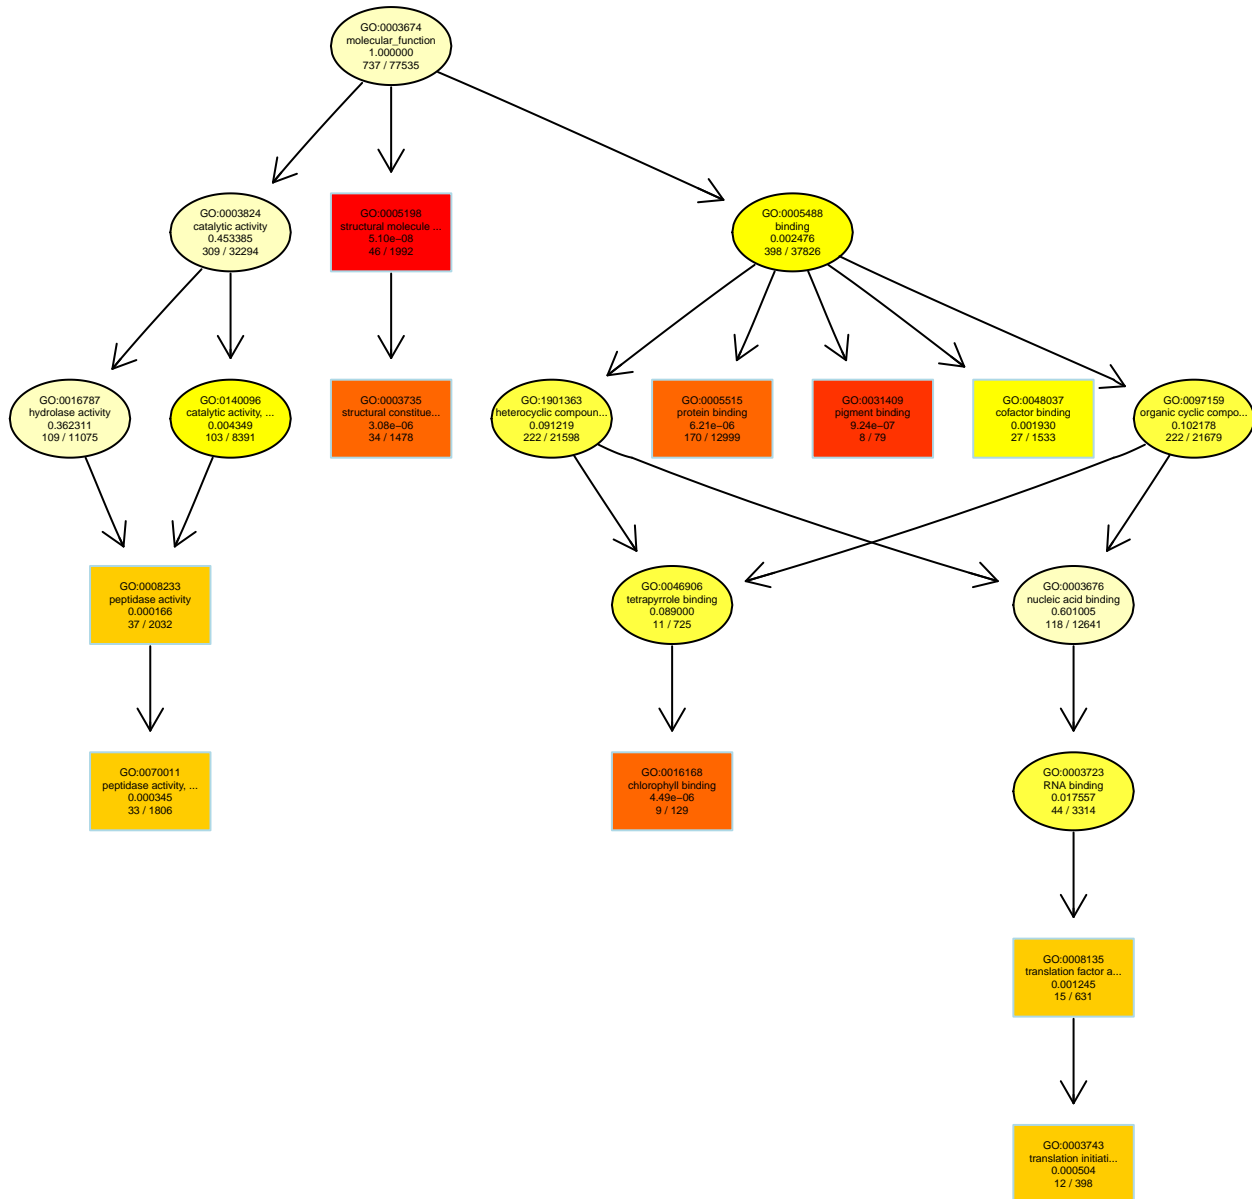 GO:0003674
molecular_function
1.000000
737 / 77535
GO:0003824
catalytic activity
0.453385
309 / 32294
GO:0005198
structural molecule ...
5.10e−08
46 / 1992
GO:0005488
binding
0.002476
398 / 37826
GO:0016787
hydrolase activity
0.362311
109 / 11075
GO:0140096
catalytic activity, ...
0.004349
103 / 8391
GO:0003735
structural constitue...
3.08e−06
34 / 1478
GO:1901363
heterocyclic compoun...
0.091219
222 / 21598
GO:0005515
protein binding
6.21e−06
170 / 12999
GO:0031409
pigment binding
9.24e−07
8 / 79
GO:0048037
cofactor binding
0.001930
27 / 1533
GO:0097159
organic cyclic compo...
0.102178
222 / 21679
GO:0008233
peptidase activity
0.000166
37 / 2032
GO:0046906
tetrapyrrole binding
0.089000
11 / 725
GO:0003676
nucleic acid binding
0.601005
118 / 12641
GO:0070011
peptidase activity, ...
0.000345
33 / 1806
GO:0016168
chlorophyll binding
4.49e−06
9 / 129
GO:0003723
RNA binding
0.017557
44 / 3314
GO:0008135
translation factor a...
0.001245
15 / 631
GO:0003743
translation initiati...
0.000504
12 / 398